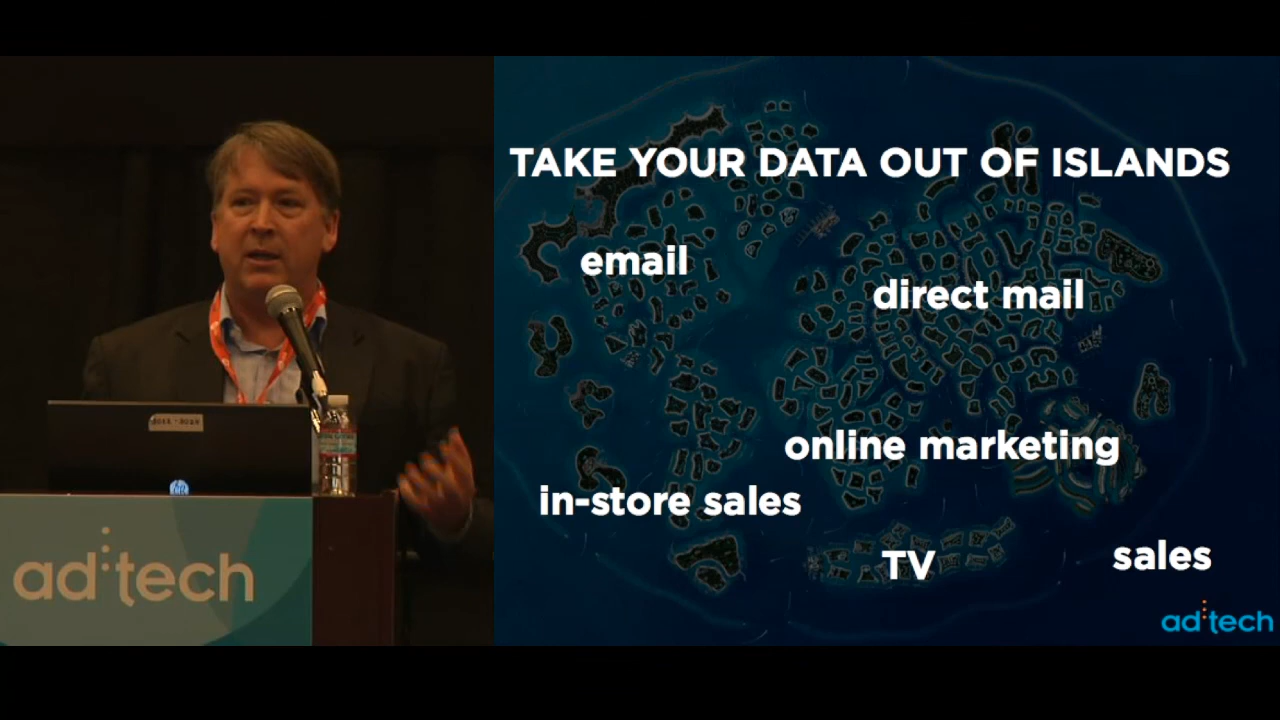 TAKE YOUR DATA OUT OF ISLANDS
email
direct mail
online marketing
in-store sales
TV
sales
ad:tech
ad:tech